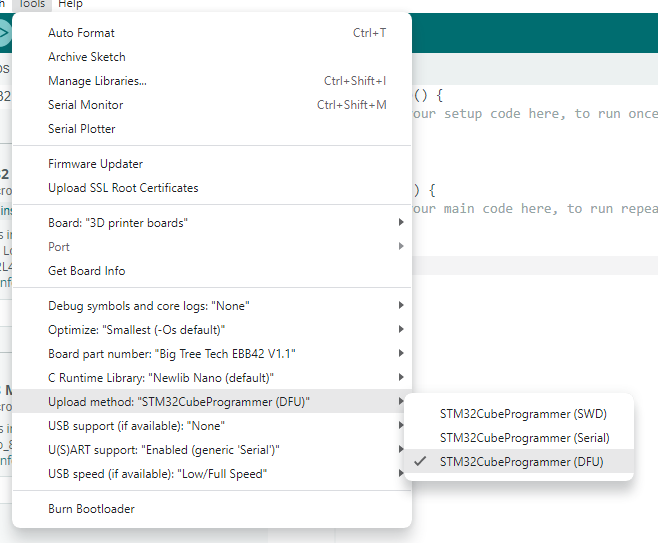 Tools Help
Auto Format Ctrl+T
Archive Sketch
Manage Libraries... Ctrl+Shift+I
Serial Monitor Ctrl+Shift+M
Serial Plotter
Firmware Updater
Upload SSL Root Certificates
Board: "3D printer boards"
Port
Get Board Info
Debug symbols and core logs: "None"
Optimize: "Smallest (-Os default)"
Board part number: "Big Tree Tech EBB42 V1.1"
C Runtime Library: "Newlib Nano (default)"
Upload method: "STM32CubeProgrammer (DFU)"
USB support (if available): "None"
U(S)ART support: "Enabled (generic 'Serial')"
USB speed (if available): "Low/Full Speed"
Burn Bootloader
STM32CubeProgrammer (SWD)
STM32CubeProgrammer (Serial)
STM32CubeProgrammer (DFU)
() {
our setup code here, to run once
) {
our main code here, to run repea